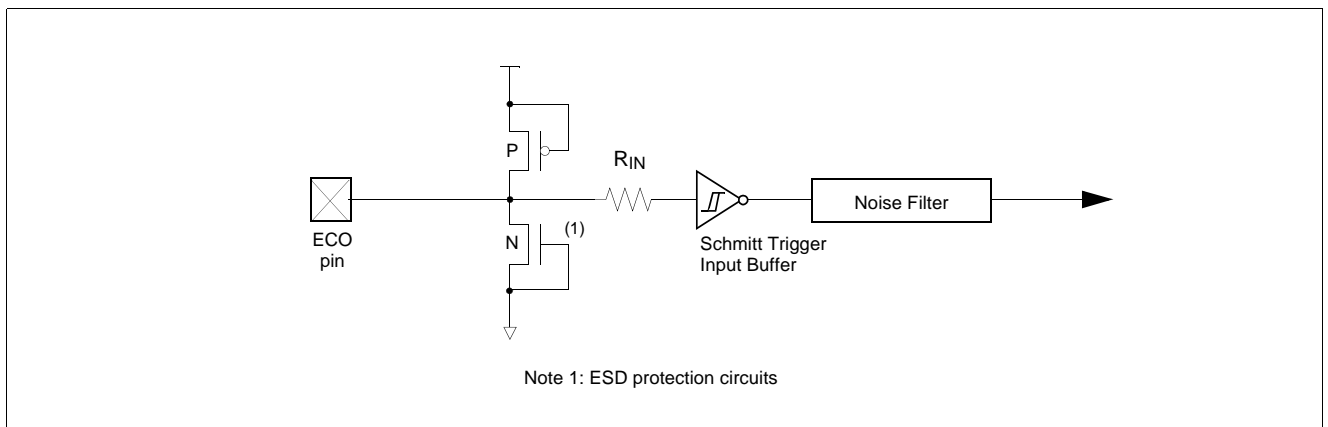 P
RIN
(1)
N
ECO
pin
Schmitt Trigger
Input Buffer
Noise Filter
Note 1: ESD protection circuits